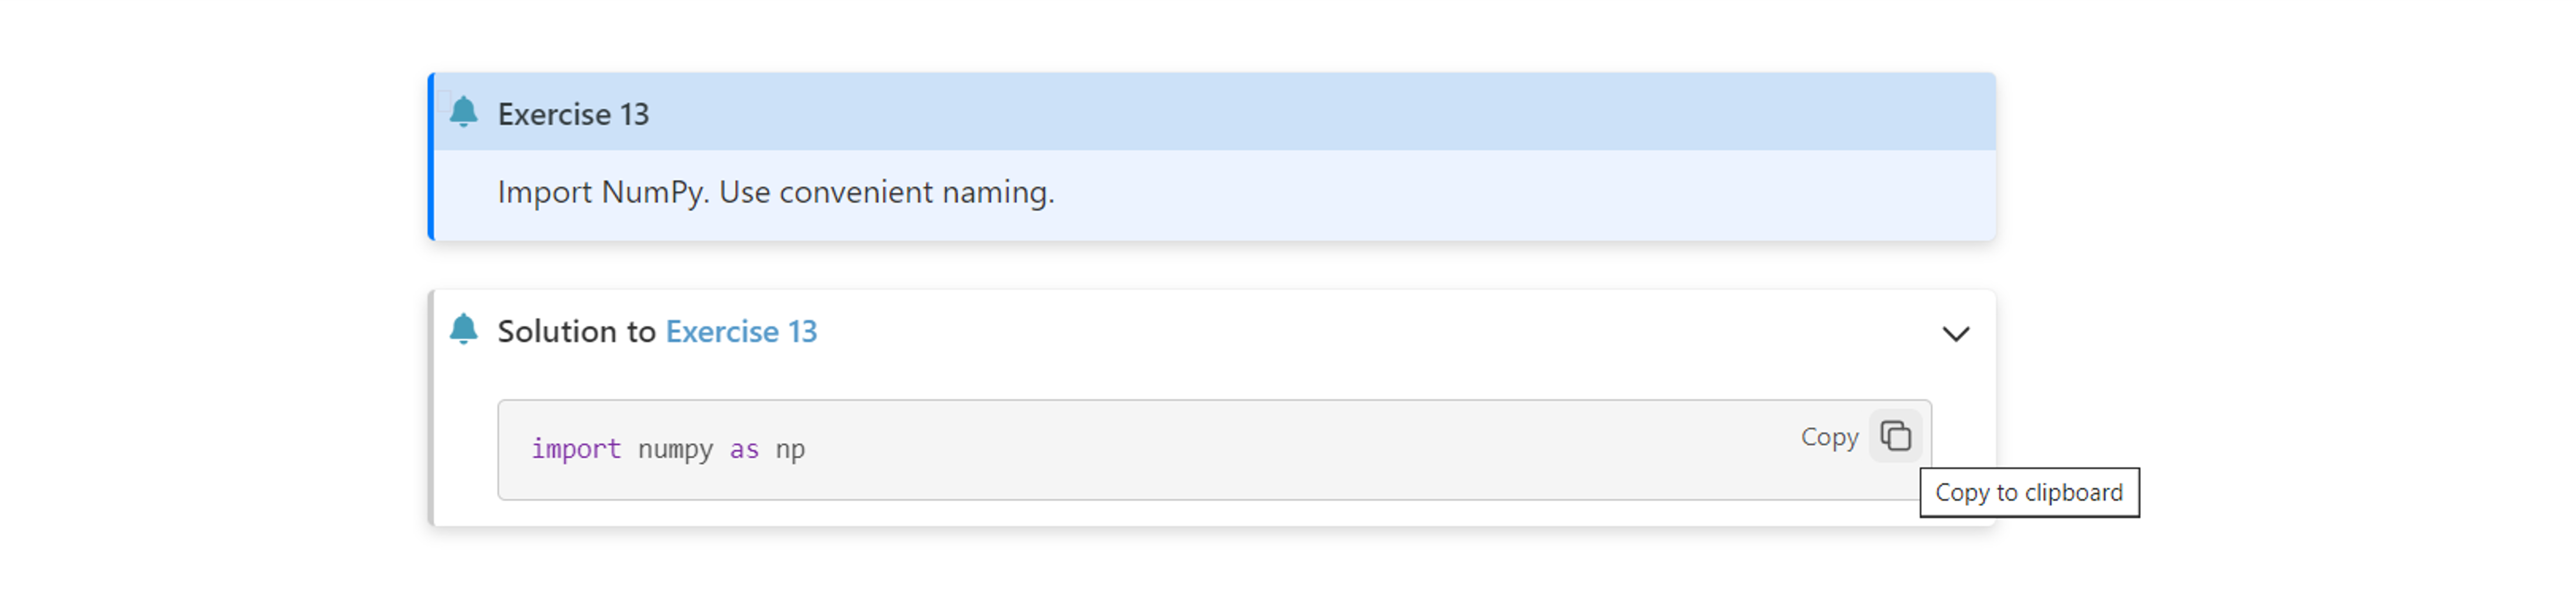 Exercise 13
Import NumPy. Use convenient naming.
Solution to Exercise 13
import numpy as np
Copy
Copy to clipboard